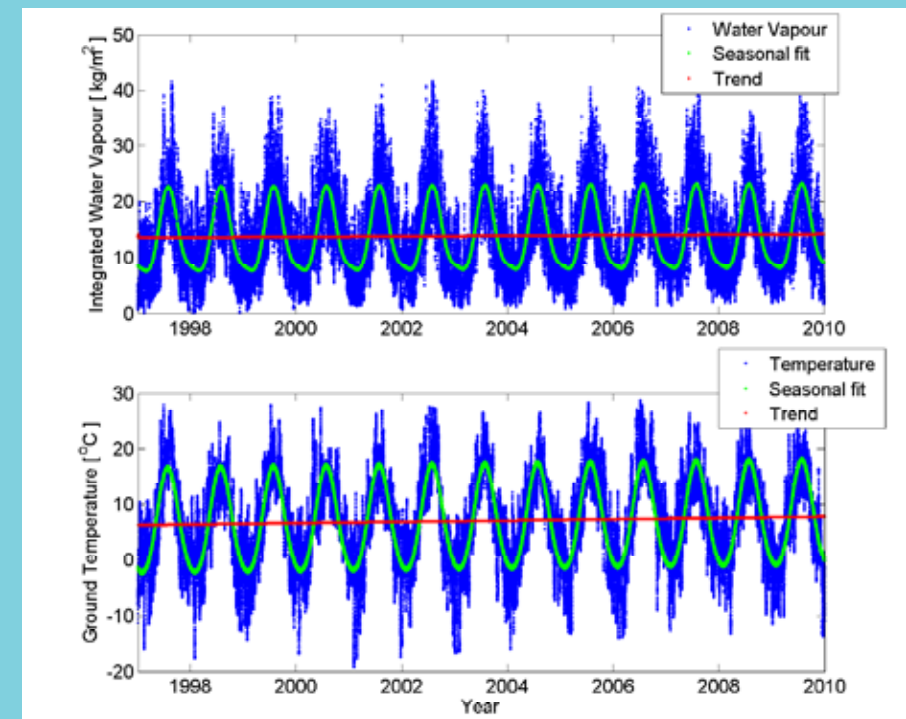 Water Vapour
Seasonal fit
Trend
Integrated Water Vapour [ kg/m² ]
50
40
30
20
10
0
1998 2000 2002 2004 2006 2008 2010
Temperature
Seasonal fit
Trend
Ground Temperature [ °C ]
30
20
10
0
-10
-20
1998 2000 2002 2004 2006 2008 2010
Year